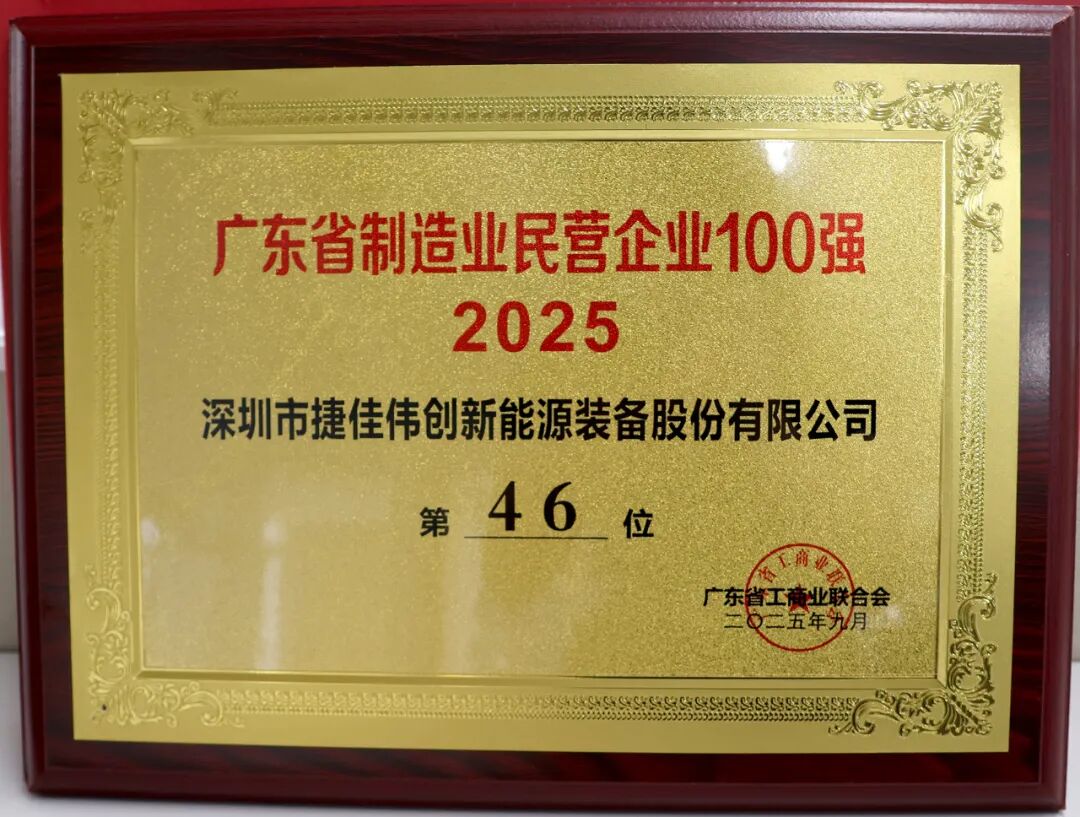 广东省制造业民营企业100强
2025
深圳市捷佳伟创新能源装备股份有限公司
第 46 位
广东省工商业联合会
二〇二五年九月